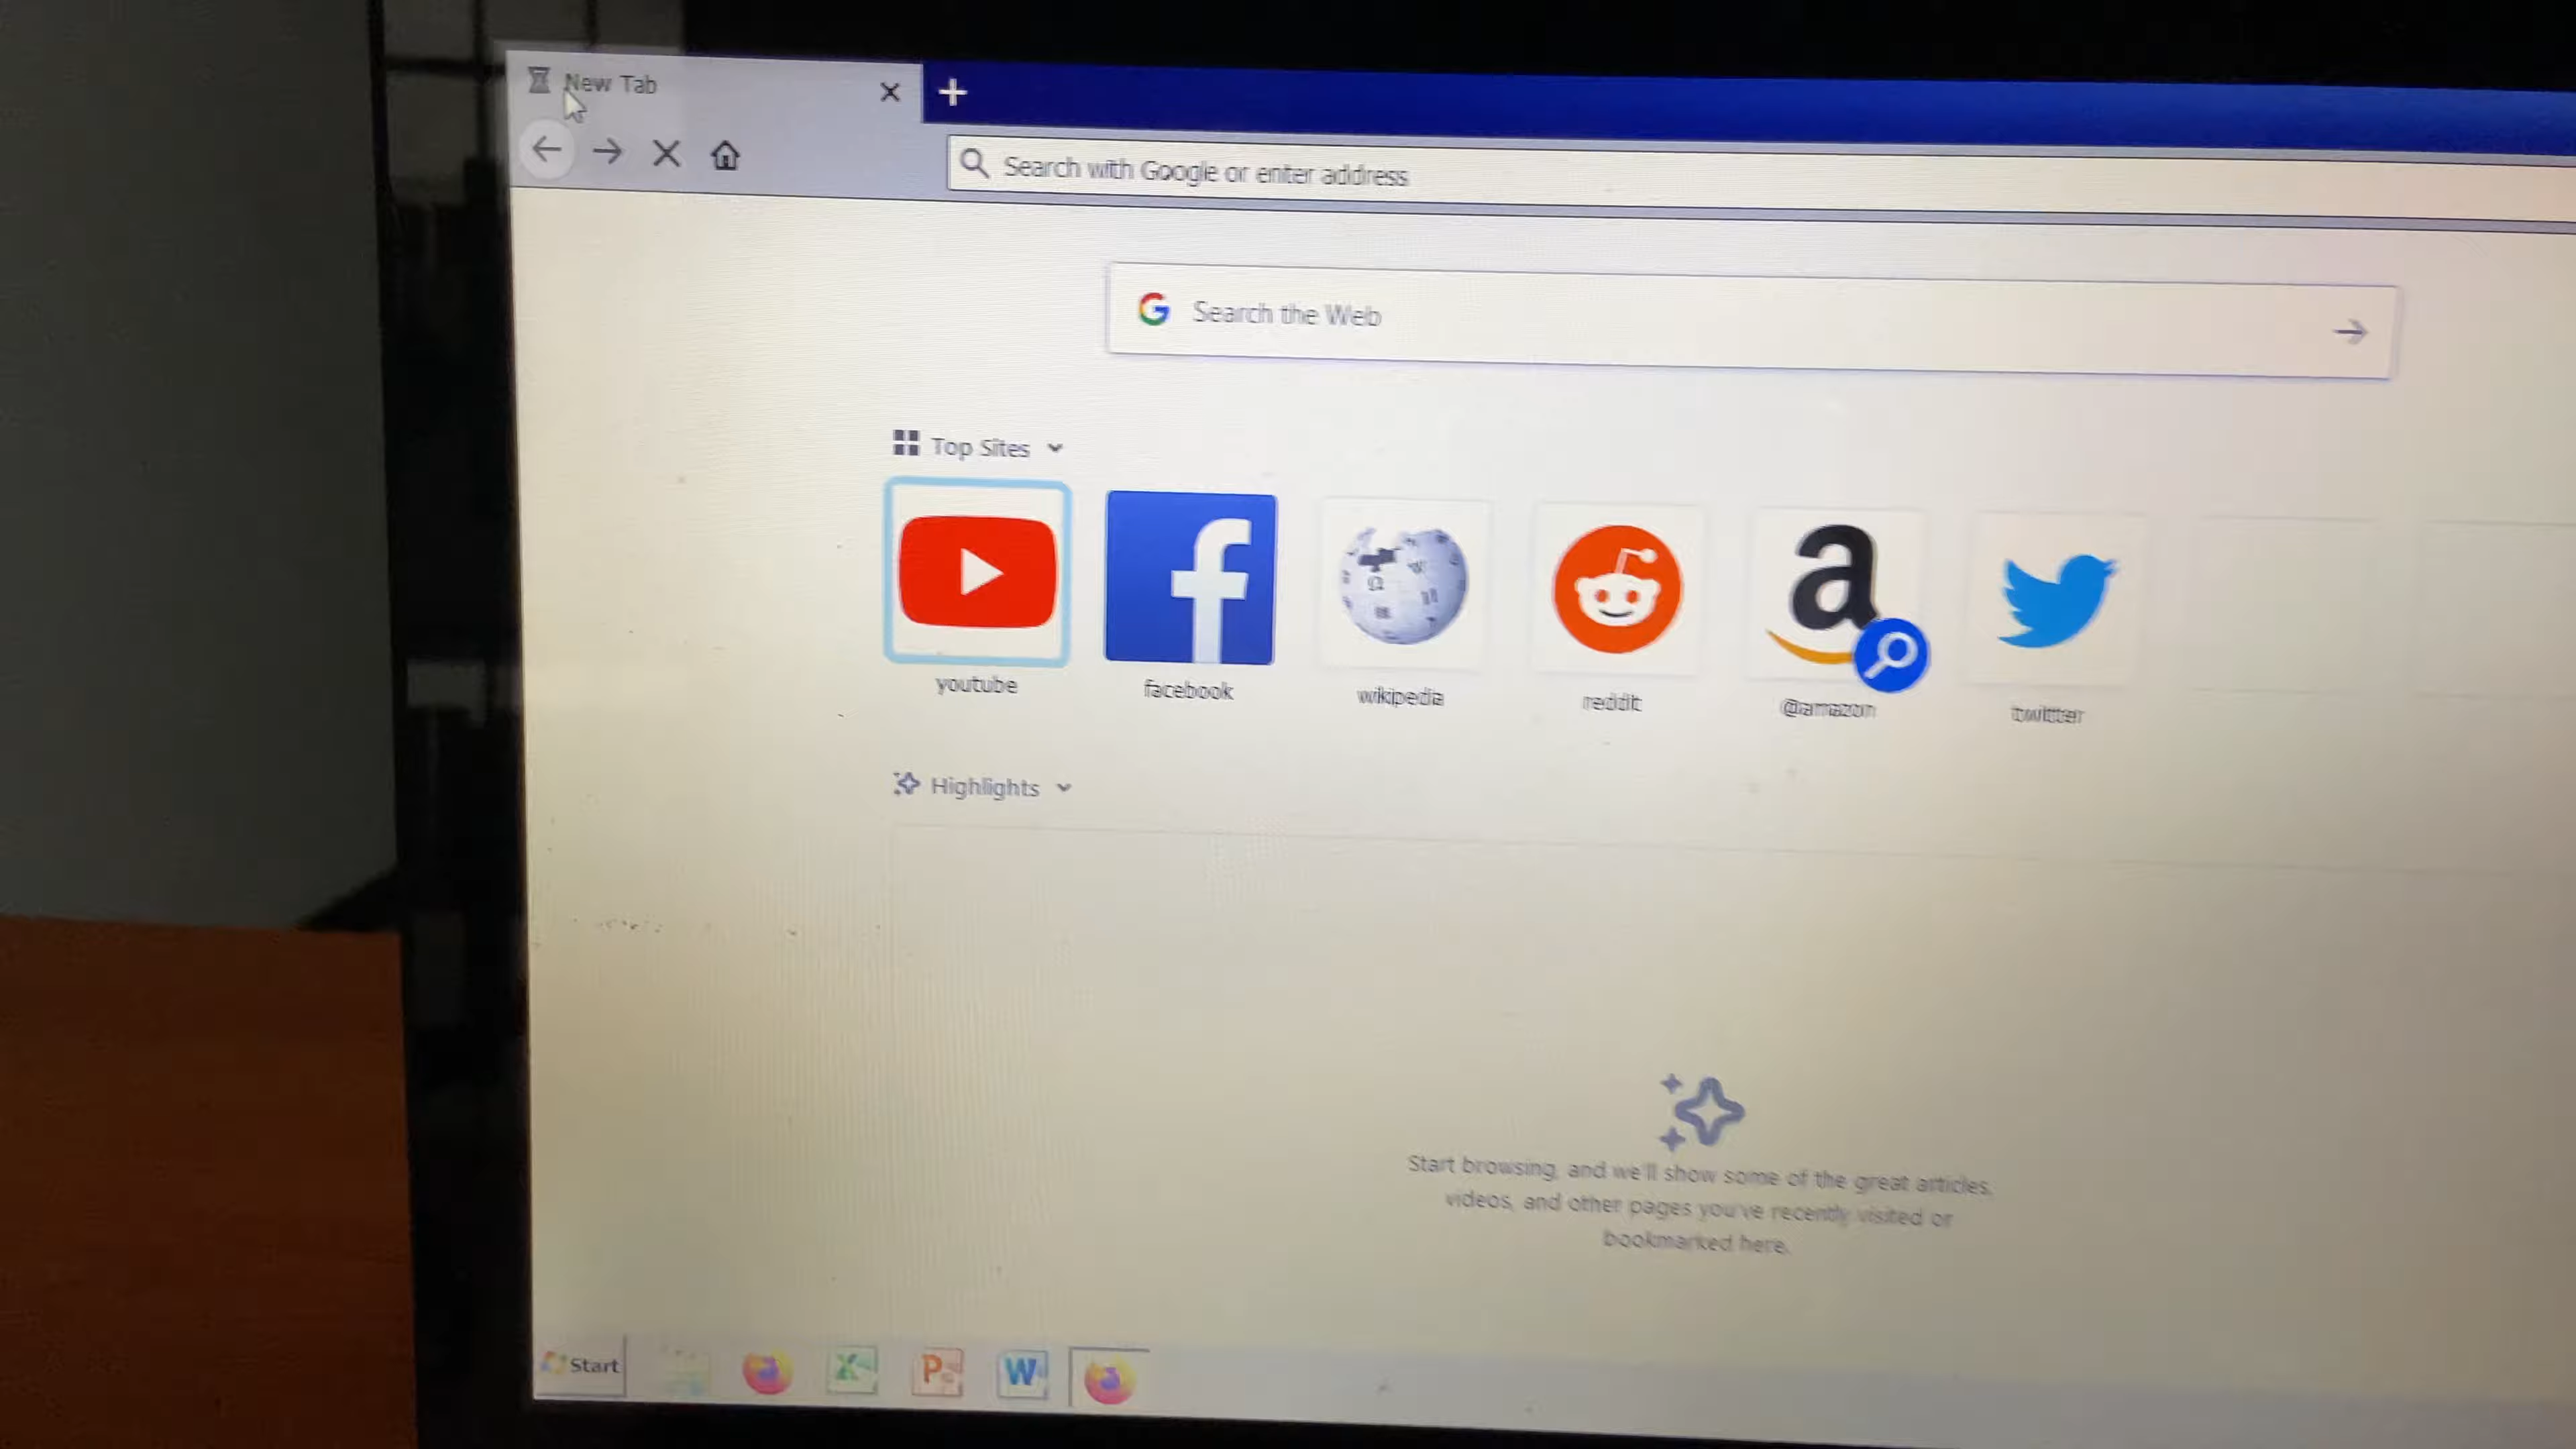 New Tab
Search with Google or enter address
Search the Web
Top Sites
youtube
facebook
wikipedia
reddit
@amazon
twitter
Highlights
Start browsing, and we'll show some of the great articles,
videos, and other pages you've recently visited or
bookmarked here.
Start